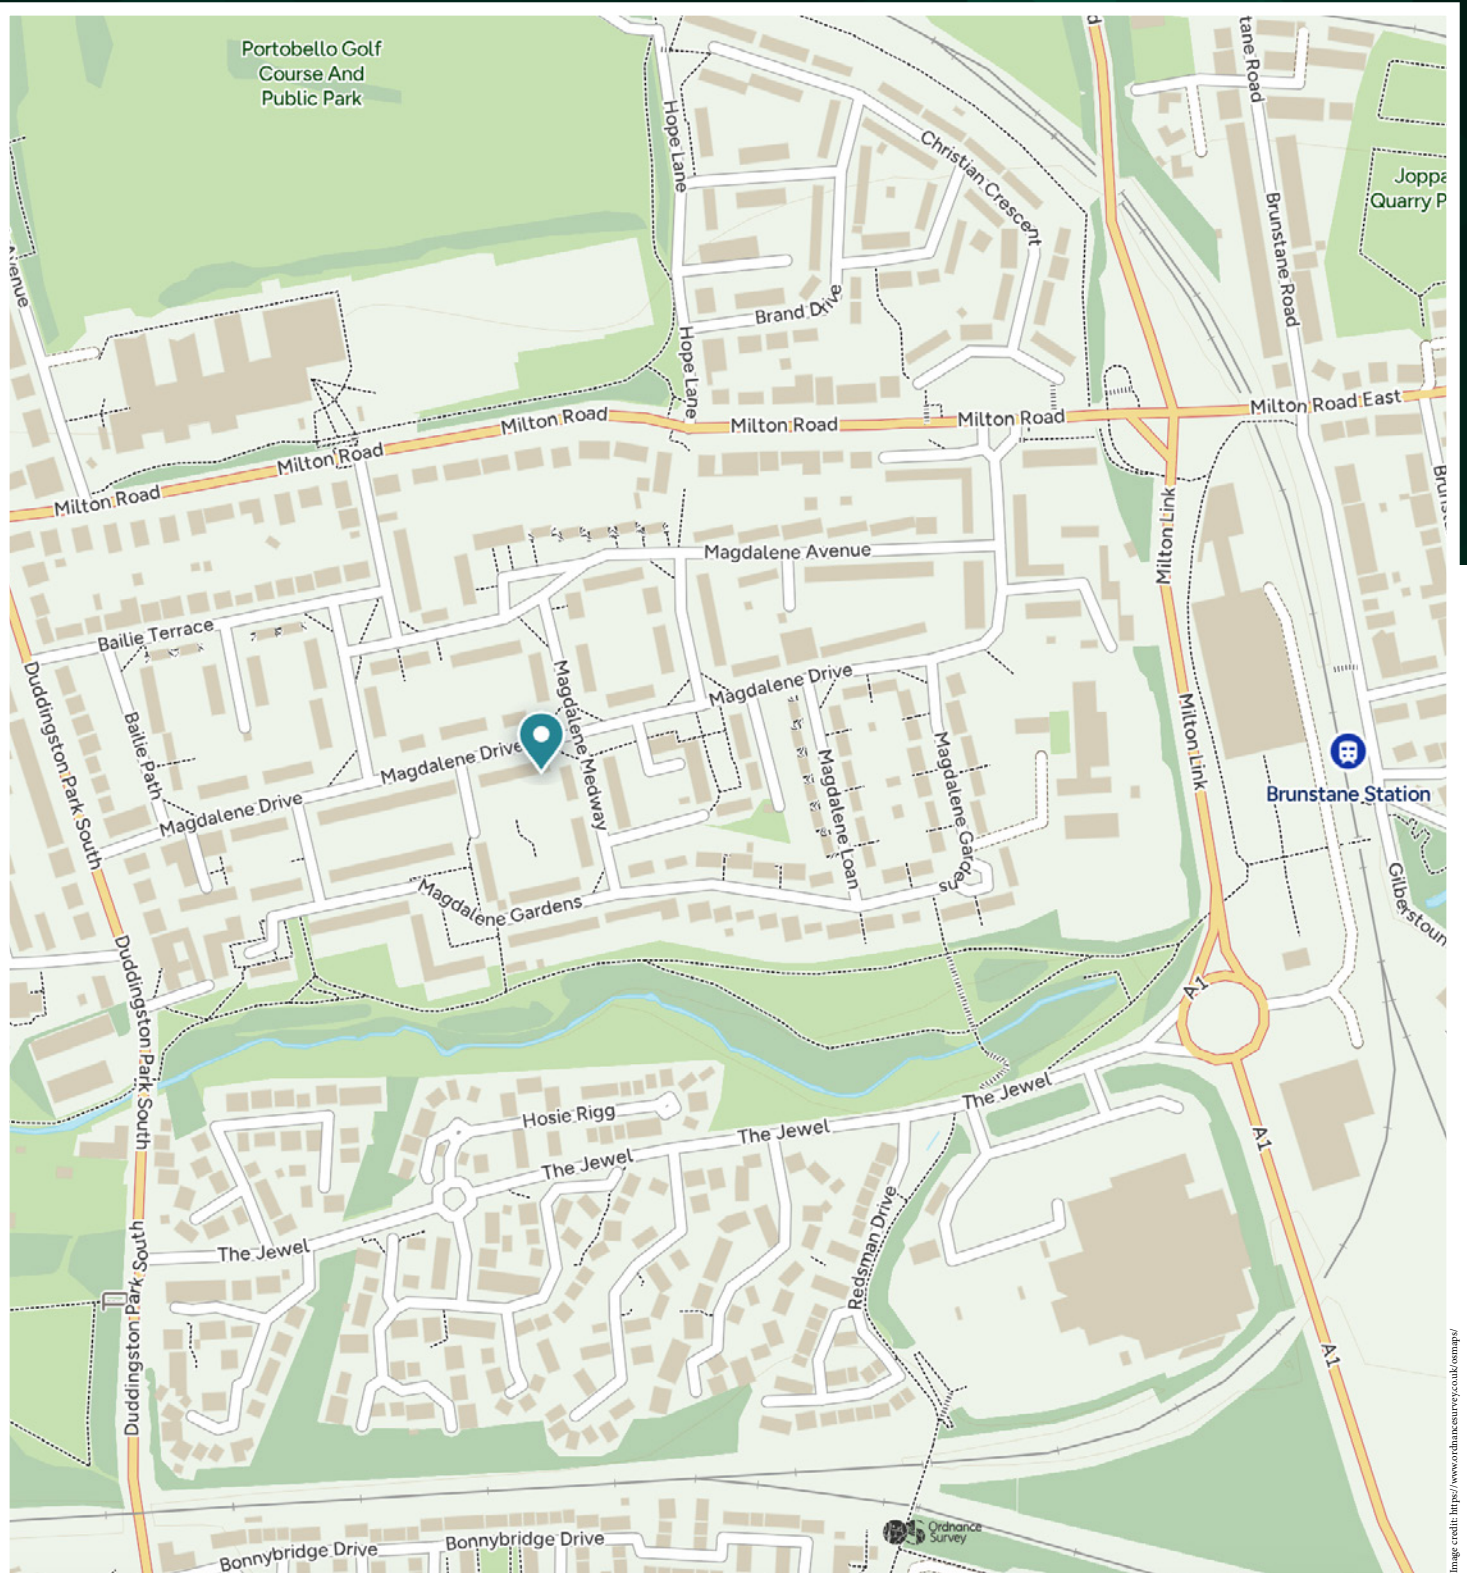 Portobello Golf
Course And
Public Park
Hope Lane
Christian Crescent
tane Road
Joppa
Quarry P
Brunstane Road
Avenue
Brand Drive
Hope Lane
Milton Road
Milton Road
Milton Road
Milton Road
Milton Road
Milton Road East
Milton Link
Magdalene Avenue
Bailie Terrace
Duddingston Park South
Bailie Path
Magdalene Drive
Magdalene Medway
Magdalene Drive
Magdalene Drive
Magdalene Loan
Magdalene Gardens
Milton Link
Brunstane Station
Gilberstoun
Magdalene Gardens
Duddingston Park South
A1
The Jewel
Hosie Rigg
The Jewel
The Jewel
The Jewel
Redsman Drive
A1
A1
Duddingston Park South
Bonnybridge Drive
Bonnybridge Drive
Ordnance
Survey
Image credit: https://www.ordnancesurvey.co.uk/osmaps/